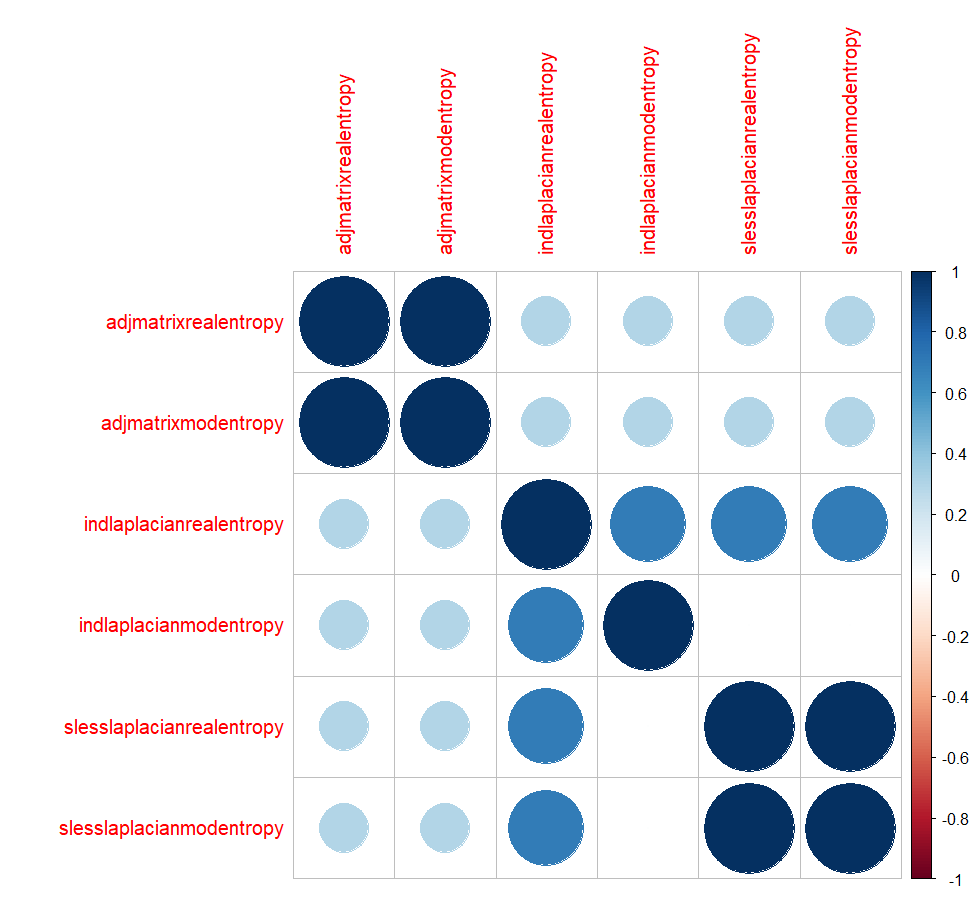 adjmatrixrealentropy
adjmatrixmodentropy
indlaplacianrealentropy
indlaplacianmodentropy
slesslaplacianrealentropy
slesslaplacianmodentropy
adjmatrixrealentropy
adjmatrixmodentropy
indlaplacianrealentropy
indlaplacianmodentropy
slesslaplacianrealentropy
slesslaplacianmodentropy
1
0.8
0.6
0.4
0.2
0
-0.2
-0.4
-0.6
-0.8
-1